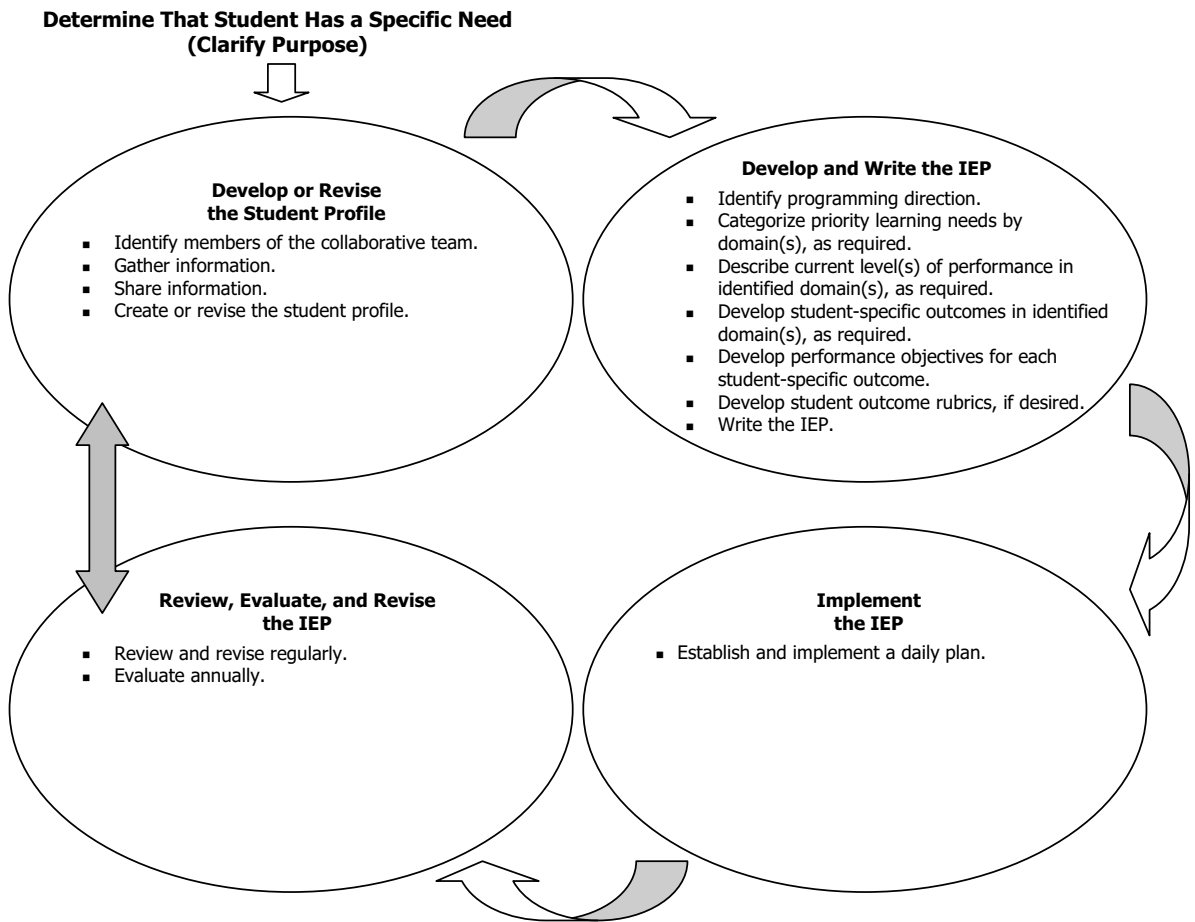 Determine That Student Has a Specific Need
(Clarify Purpose)
Develop or Revise
the Student Profile
▪ Identify members of the collaborative team.
▪ Gather information.
▪ Share information.
▪ Create or revise the student profile.
Develop and Write the IEP
▪ Identify programming direction.
▪ Categorize priority learning needs by
domain(s), as required.
▪ Describe current level(s) of performance in
identified domain(s), as required.
▪ Develop student-specific outcomes in identified
domain(s), as required.
▪ Develop performance objectives for each
student-specific outcome.
▪ Develop student outcome rubrics, if desired.
▪ Write the IEP.
Review, Evaluate, and Revise
the IEP
▪ Review and revise regularly.
▪ Evaluate annually.
Implement
the IEP
▪ Establish and implement a daily plan.